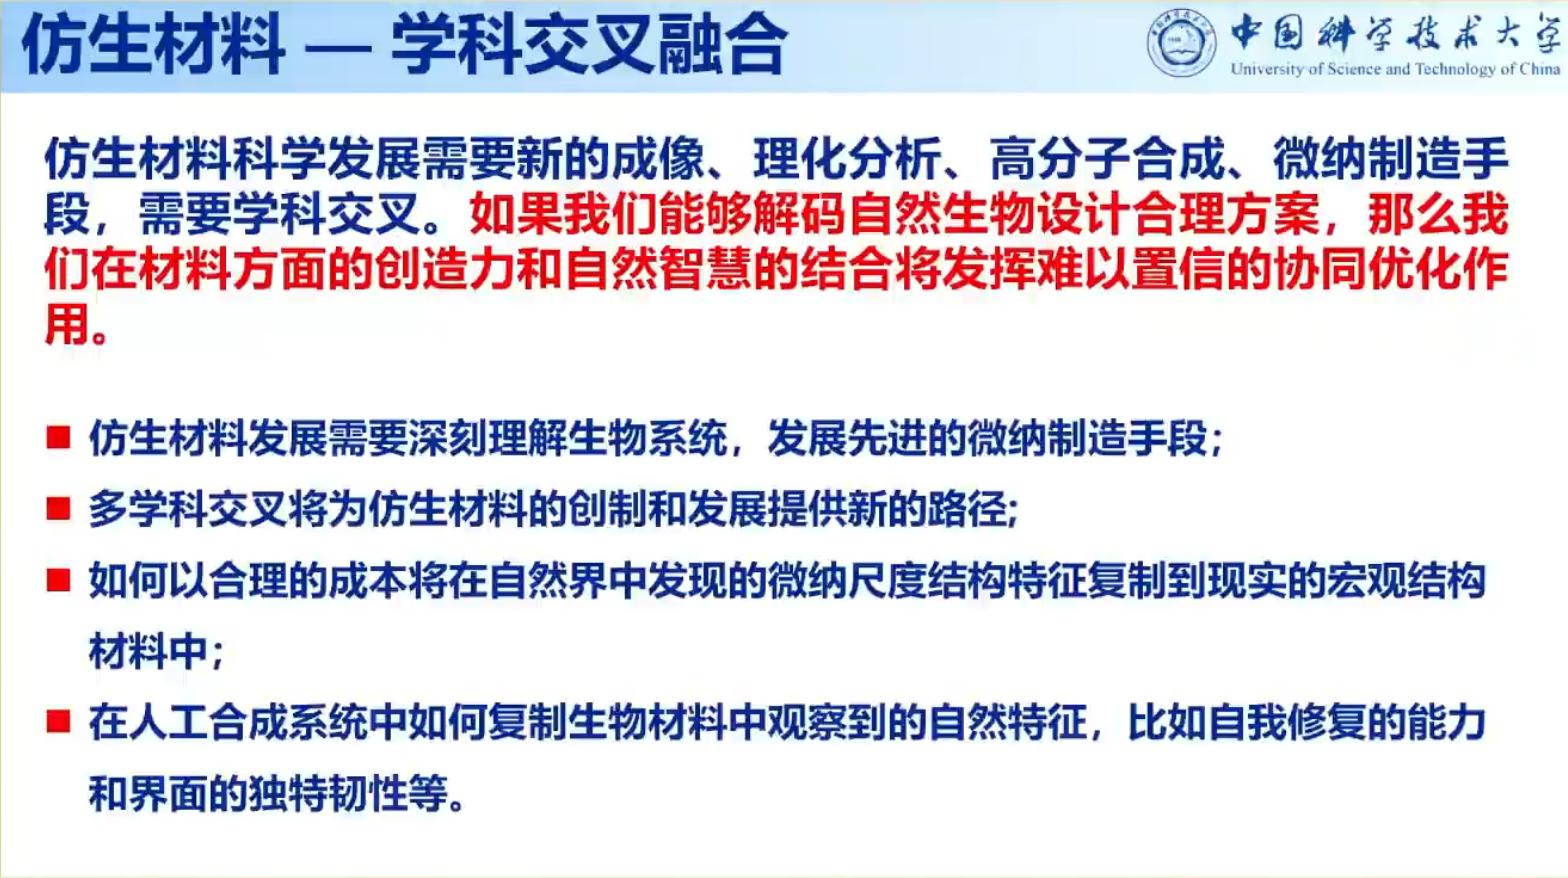 仿生材料 — 学科交叉融合
中国科学技术大学
University of Science and Technology of China
仿生材料科学发展需要新的成像、理化分析、高分子合成、微纳制造手
段，需要学科交叉。如果我们能够解码自然生物设计合理方案，那么我
们在材料方面的创造力和自然智慧的结合将发挥难以置信的协同优化作
用。
仿生材料发展需要深刻理解生物系统，发展先进的微纳制造手段；
多学科交叉将为仿生材料的创制和发展提供新的路径;
如何以合理的成本将在自然界中发现的微纳尺度结构特征复制到现实的宏观结构
材料中；
在人工合成系统中如何复制生物材料中观察到的自然特征，比如自我修复的能力
和界面的独特韧性等。